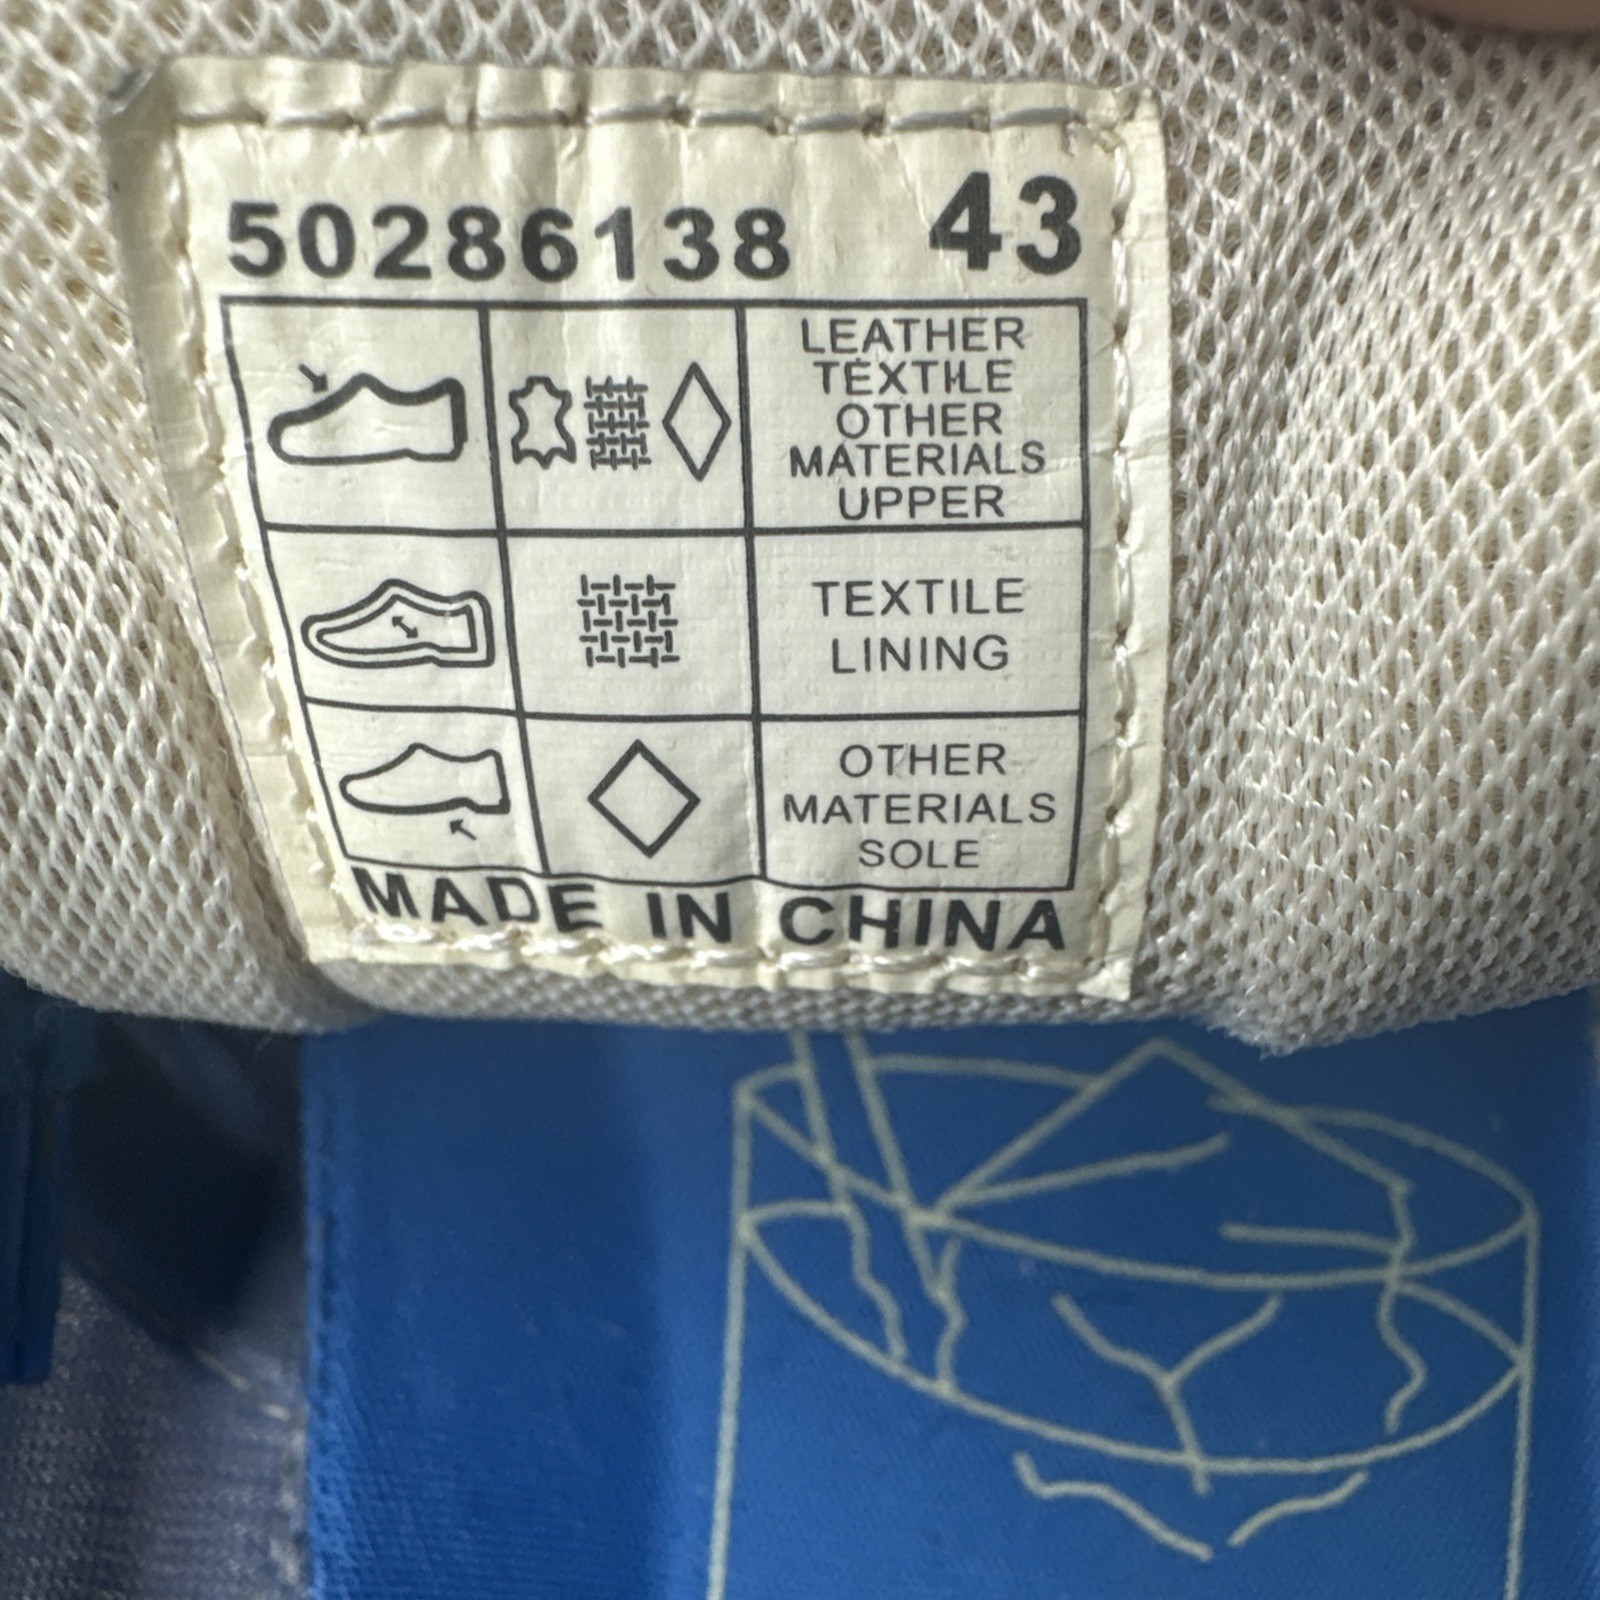 50286138 43
LEATHER
TEXTILE
OTHER
MATERIALS
UPPER
TEXTILE
LINING
OTHER
MATERIALS
SOLE
MADE IN CHINA